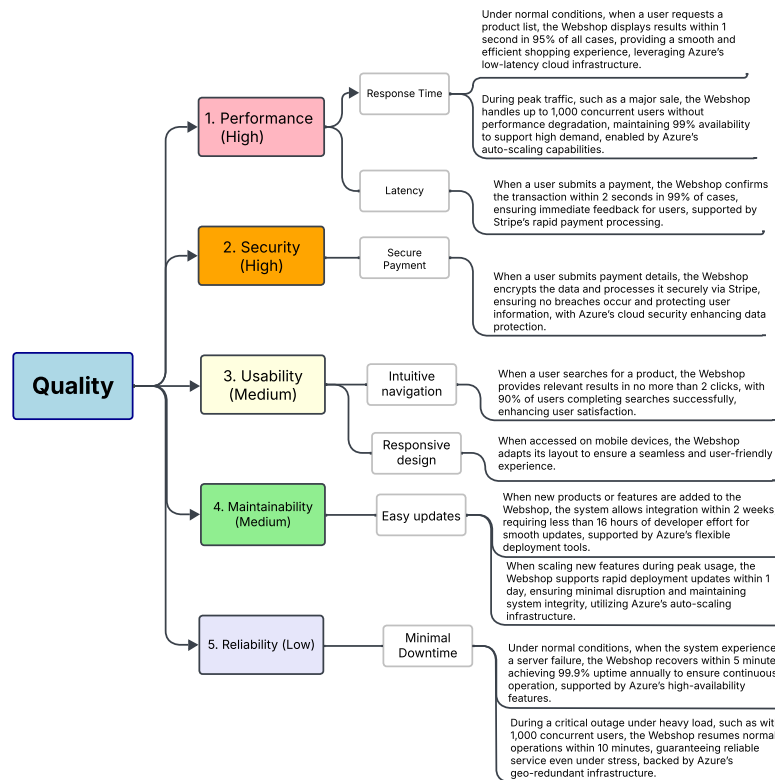 Quality
1. Performance
(High)
Response Time
Under normal conditions, when a user requests a
product list, the Webshop displays results within 1
second in 95% of all cases, providing a smooth and
efficient shopping experience, leveraging Azure's
low-latency cloud infrastructure.
During peak traffic, such as a major sale, the Webshop
handles up to 1,000 concurrent users without
performance degradation, maintaining 99% availability
to support high demand, enabled by Azure's
auto-scaling capabilities.
Latency
When a user submits a payment, the Webshop confirms
the transaction within 2 seconds in 99% of cases,
ensuring immediate feedback for users, supported by
Stripe's rapid payment processing.
2. Security
(High)
Secure
Payment
When a user submits payment details, the Webshop
encrypts the data and processes it securely via Stripe,
ensuring no breaches occur and protecting user
information, with Azure's cloud security enhancing data
protection.
3. Usability
(Medium)
Intuitive
navigation
When a user searches for a product, the Webshop
provides relevant results in no more than 2 clicks, with
90% of users completing searches successfully,
enhancing user satisfaction.
Responsive
design
When accessed on mobile devices, the Webshop
adapts its layout to ensure a seamless and user-friendly
experience.
4. Maintainability
(Medium)
Easy updates
When new products or features are added to the
Webshop, the system allows integration within 2 weeks
requiring less than 16 hours of developer effort for
smooth updates, supported by Azure's flexible
deployment tools.
When scaling new features during peak usage, the
Webshop supports rapid deployment updates within 1
day, ensuring minimal disruption and maintaining
system integrity, utilizing Azure's auto-scaling
infrastructure.
5. Reliability (Low)
Minimal
Downtime
Under normal conditions, when the system experience
a server failure, the Webshop recovers within 5 minute
achieving 99.9% uptime annually to ensure continuous
operation, supported by Azure's high-availability
features.
During a critical outage under heavy load, such as wit
1,000 concurrent users, the Webshop resumes normal
operations within 10 minutes, guaranteeing reliable
service even under stress, backed by Azure's
geo-redundant infrastructure.